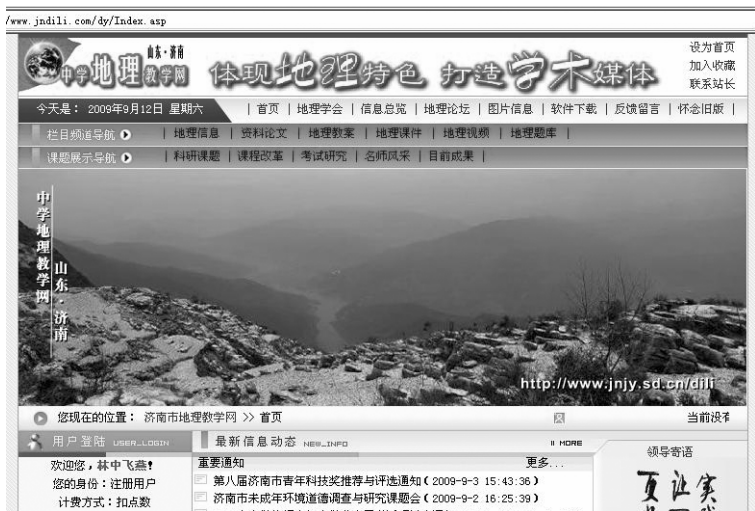 /www.jndili.com/dy/Index.asp
中学地理教学网
山东·济南
体现地理特色 打造学术媒体
设为首页
加入收藏
联系站长
今天是： 2009年9月12日 星期六
| 首页 | 地理学会 | 信息总览 | 地理论坛 | 图片信息 | 软件下载 | 反馈留言 | 怀念旧版 |
栏目频道导航 | 地理信息 | 资料论文 | 地理教案 | 地理课件 | 地理视频 | 地理题库 |
课题展示导航 | 科研课题 | 课程改革 | 考试研究 | 名师风采 | 目前成果 |
中学地理教学网
山东·济南
http://www.jnjy.sd.cn/dili
您现在的位置： 济南市地理教学网 >> 首页
当前没有
用户登陆 USER_LOGIN
最新信息动态 NEW_INFO
MORE
领导寄语
欢迎您，林中飞燕！
您的身份：注册用户
计费方式：扣点数
重要通知
更多...
第八届济南市青年科技奖推荐与评选通知(2009-9-3 15:43:36)
济南市未成年环境道德调查与研究课题会(2009-9-2 16:25:39)
更让实